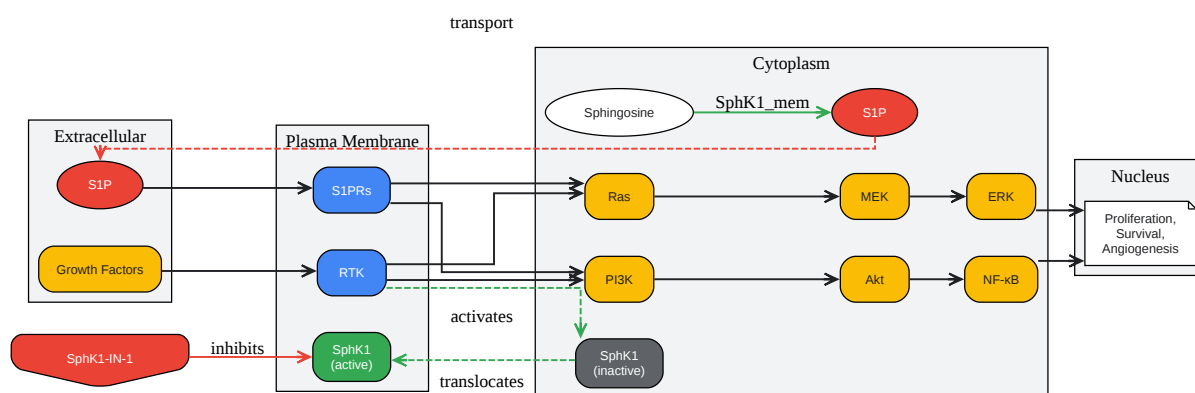 transport
Cytoplasm
Sphingosine
SphK1_mem
S1P
Extracellular
Plasma Membrane
S1P
S1PRs
Ras
MEK
ERK
Nucleus
Proliferation,
Survival,
Angiogenesis
Growth Factors
RTK
PI3K
Akt
NF-κB
activates
SphK1-IN-1
inhibits
SphK1
(active)
translocates
SphK1
(inactive)